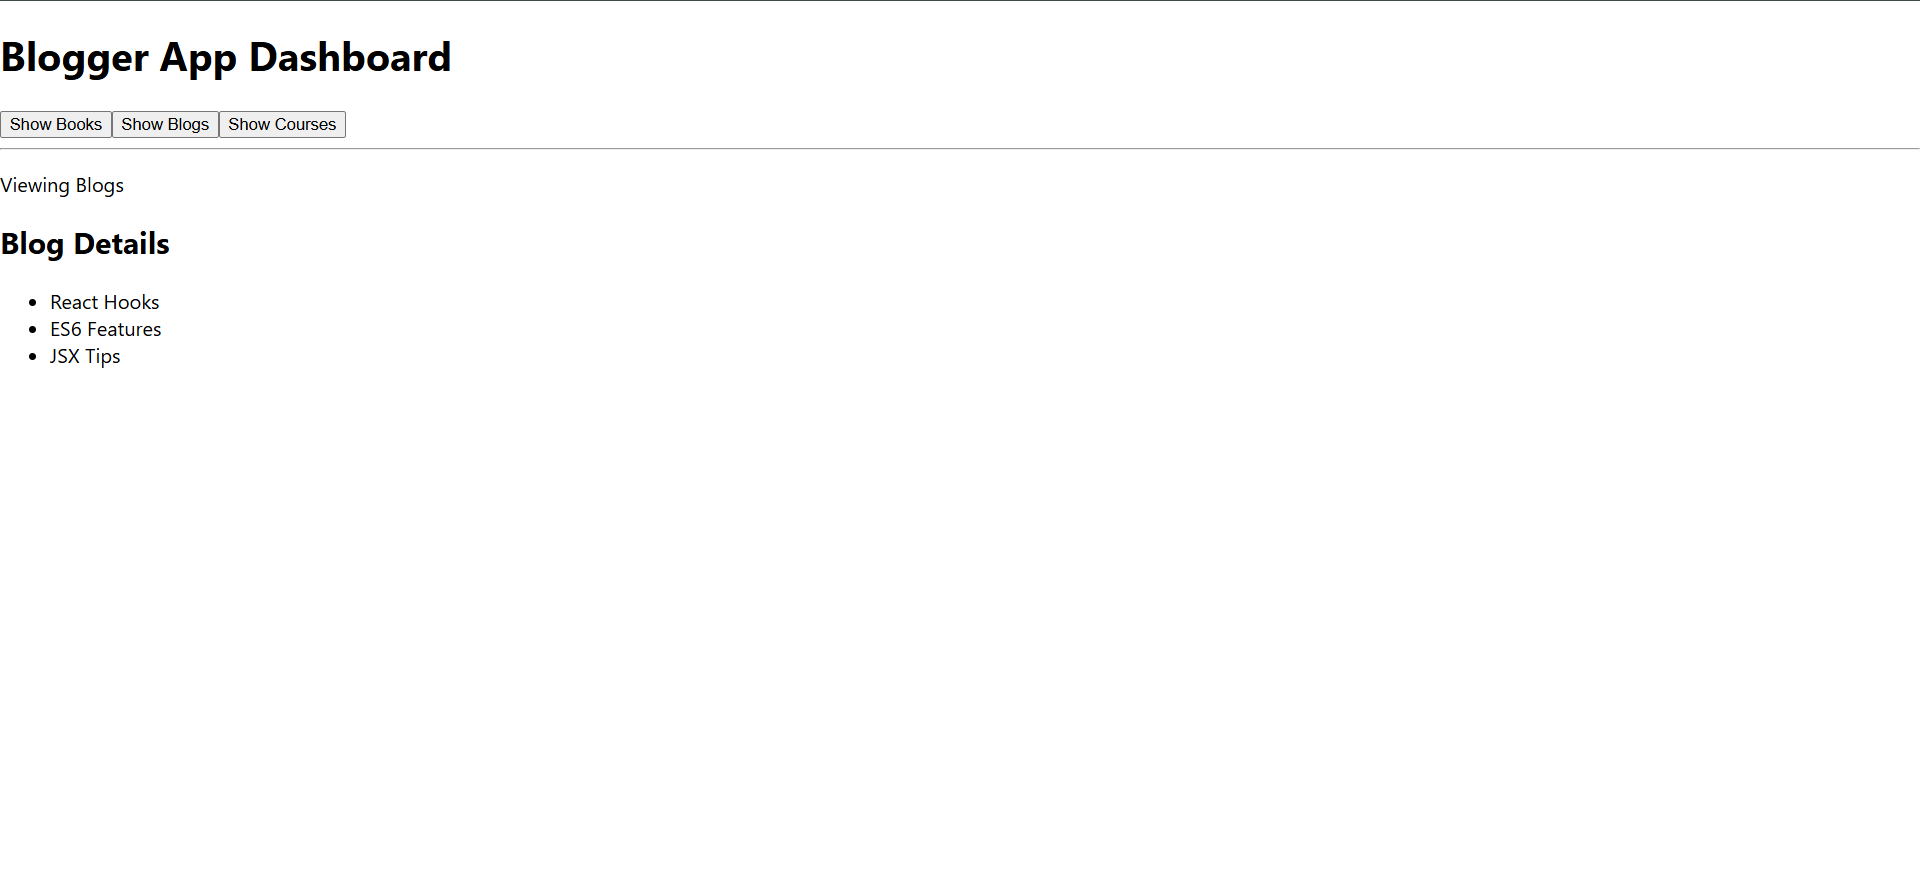 Blogger App Dashboard
Show Books Show Blogs Show Courses
Viewing Blogs
Blog Details
React Hooks
ES6 Features
JSX Tips